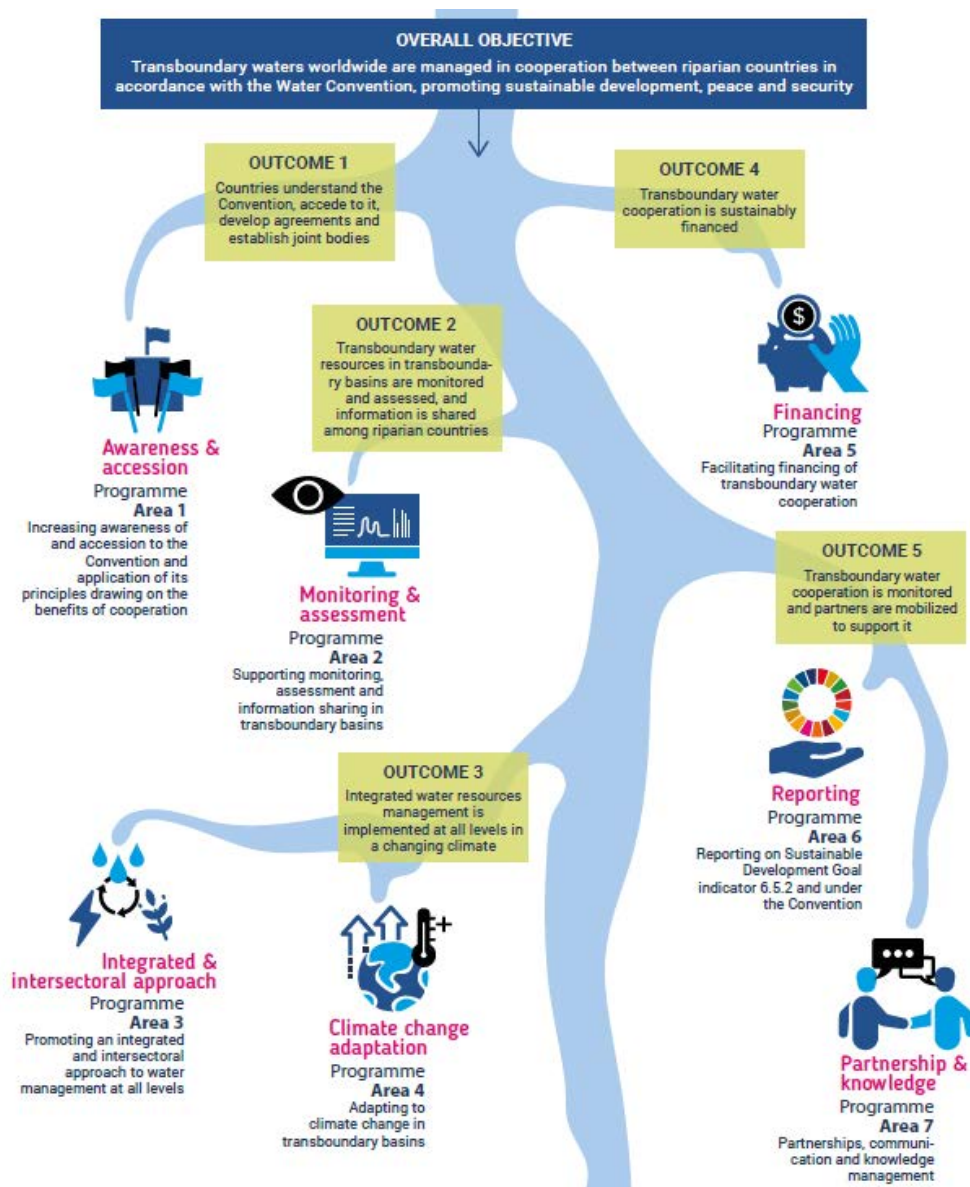 OVERALL OBJECTIVE
Transboundary waters worldwide are managed in cooperation between riparian countries in
accordance with the Water Convention, promoting sustainable development, peace and security
OUTCOME 1
Countries understand the
Convention, accede to it,
develop agreements and
establish joint bodies
OUTCOME 4
Transboundary water
cooperation is sustainably
financed
OUTCOME 2
Transboundary water
resources in transbounda-
ry basins are monitored
and assessed, and
information is shared
among riparian countries
$
Awareness &
accession
Programme
Area 1
Increasing awareness of
and accession to the
Convention and
application of its
principles drawing on the
benefits of cooperation
Financing
Programme
Area 5
Facilitating financing of
transboundary water
cooperation
Monitoring &
assessment
Programme
Area 2
Supporting monitoring,
assessment and
information sharing in
transboundary basins
OUTCOME 5
Transboundary water
cooperation is monitored
and partners are mobilized
to support it
OUTCOME 3
Integrated water resources
management is
implemented at all levels in
a changing climate
Reporting
Programme
Area 6
Reporting on Sustainable
Development Goal
indicator 6.5.2 and under
the Convention
Integrated &
intersectoral approach
Programme
Area 3
Promoting an integrated
and intersectoral
approach to water
management at all levels
+
Climate change
adaptation
Programme
Area 4
Adapting to
climate change in
transboundary basins
Partnership &
knowledge
Programme
Area 7
Partnerships, communi-
cation and knowledge
management